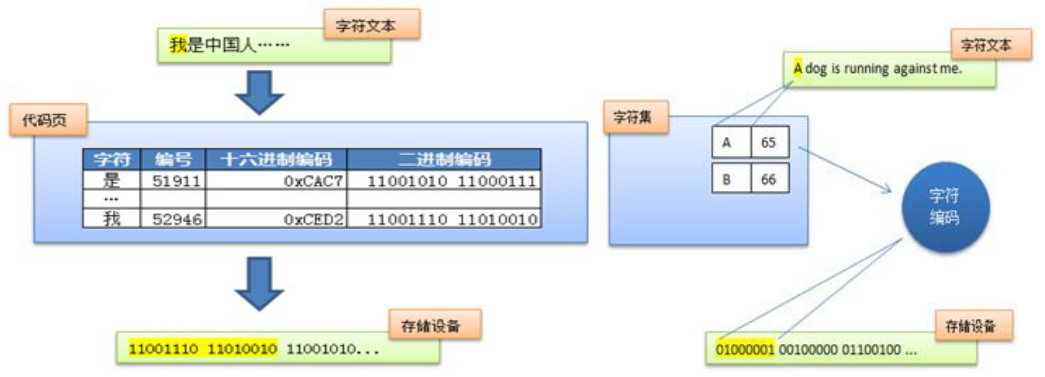 字符文本
我是中国人……
代码页
字符 编号 十六进制编码 二进制编码
是 51911 0xCAC7 11001010 11000111
…
我 52946 0xCED2 11001110 11010010
存储设备
11001110 11010010 11001010...
字符文本
A dog is running against me.
字符集
A 65
B 66
字符
编码
存储设备
01000001 00100000 01100100 ...